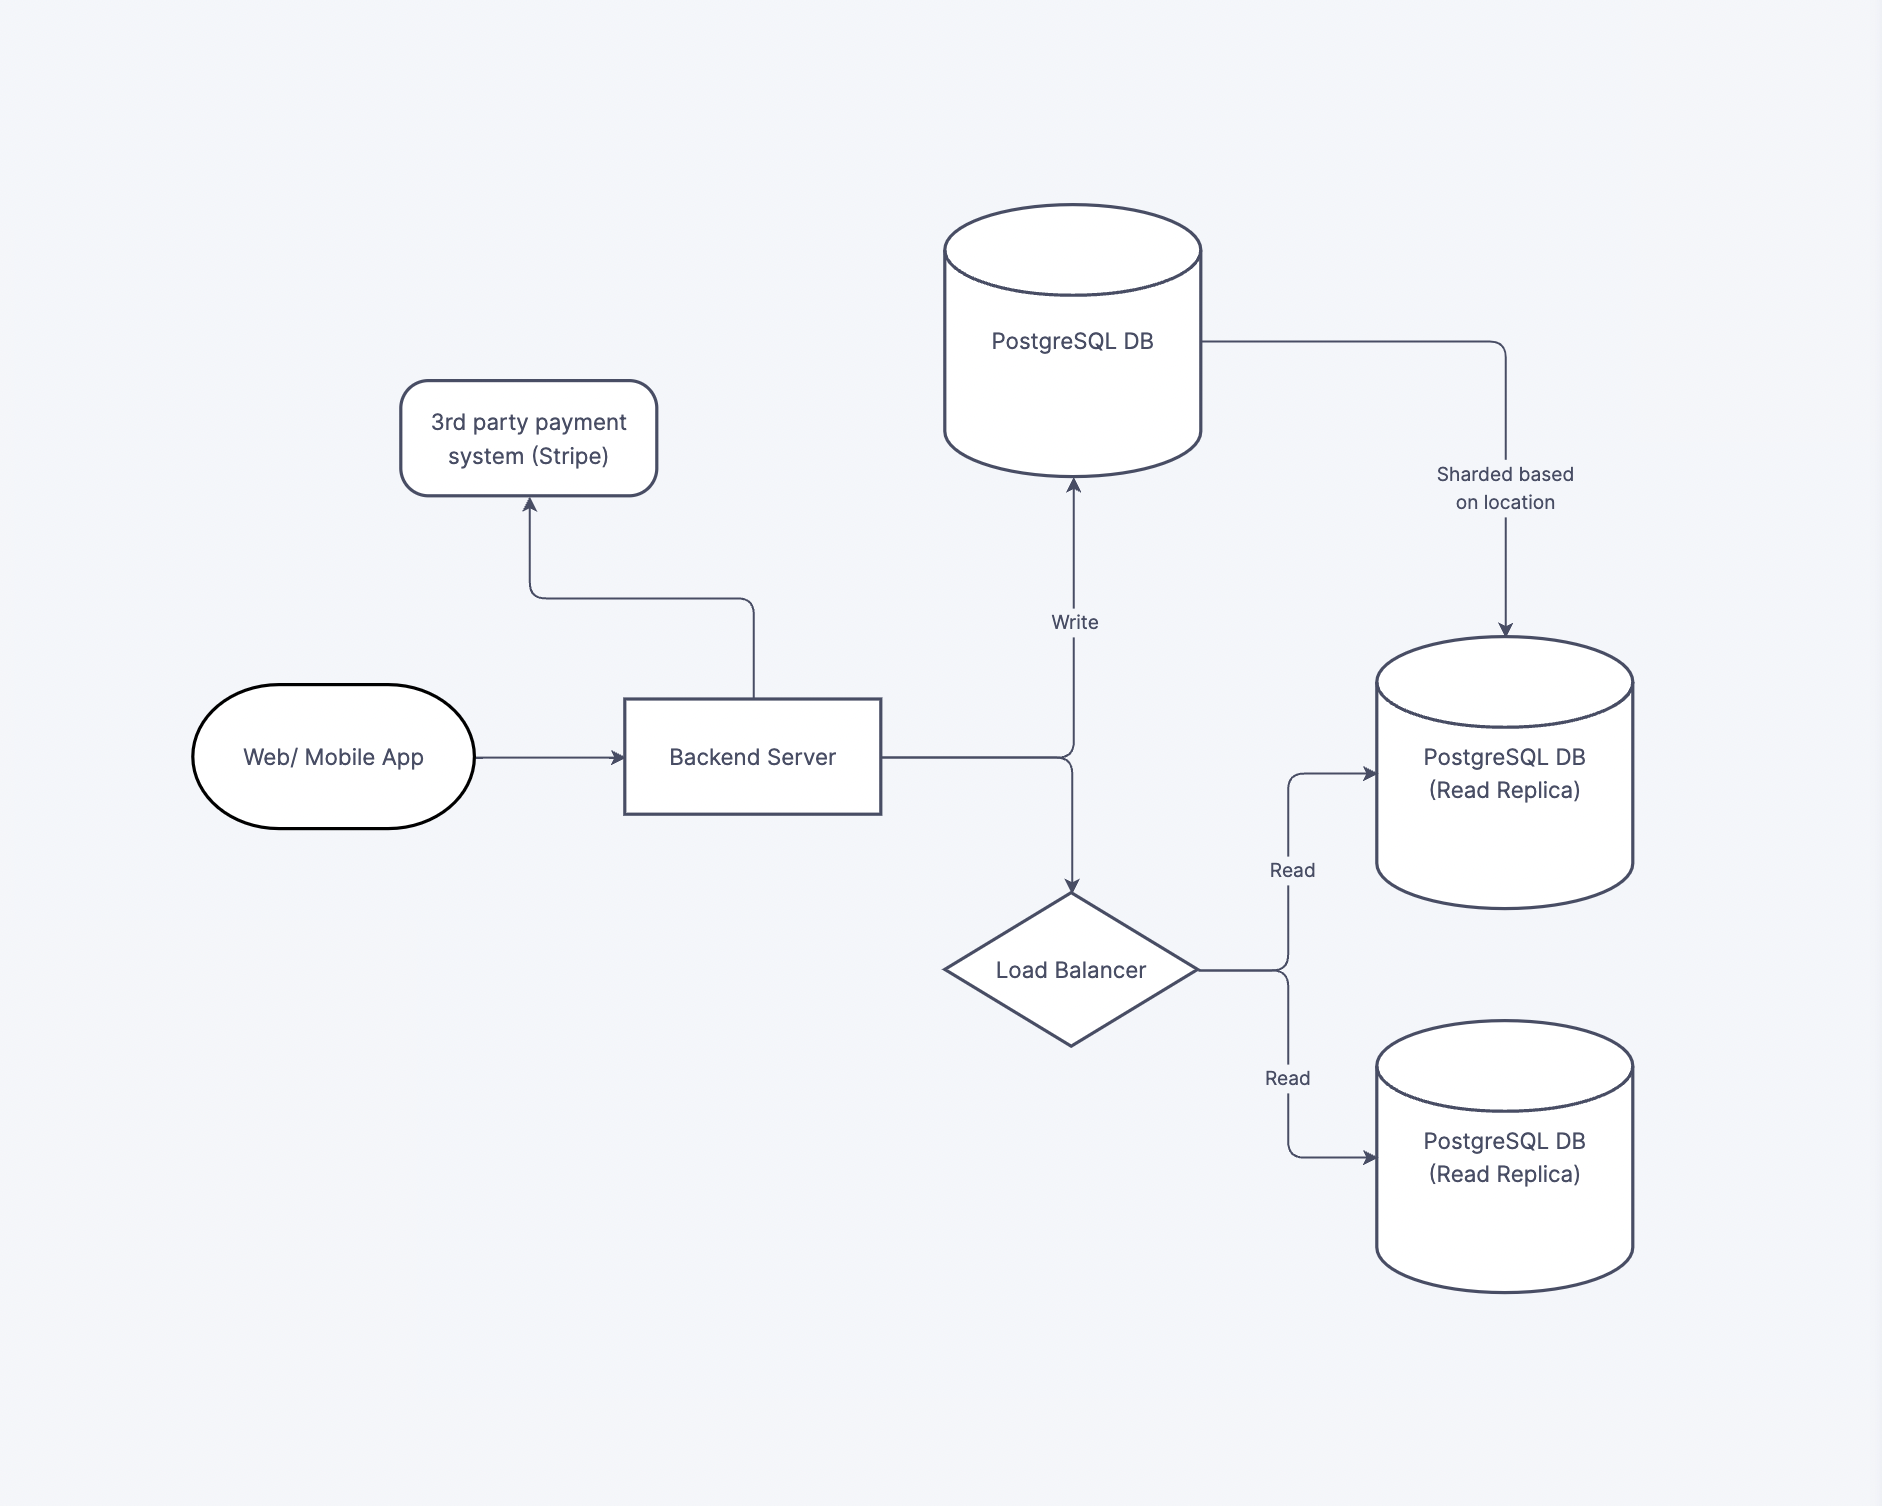 PostgreSQL DB
3rd party payment
system (Stripe)
Sharded based
on location
Write
Web/ Mobile App
Backend Server
PostgreSQL DB
(Read Replica)
Read
Load Balancer
Read
PostgreSQL DB
(Read Replica)